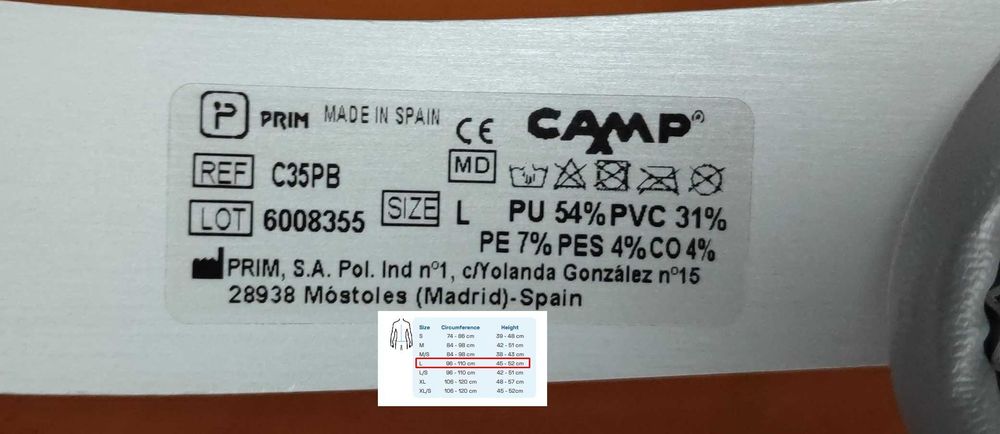 PRIM MADE IN SPAIN CE CAMP®
REF C35PB MD
LOT 6008355 SIZE L PU 54% PVC 31%
PE 7% PES 4% CO 4%
PRIM, S.A. Pol. Ind nº1, c/Yolanda González nº15
28938 Móstoles (Madrid)-Spain
Size Circumference Height
S 74 - 86 cm 39 - 48 cm
M 84 - 98 cm 42 - 51 cm
M/S 84 - 98 cm 38 - 43 cm
L 96 - 110 cm 45 - 52 cm
L/S 96 - 110 cm 42 - 51 cm
XL 106 - 120 cm 48 - 57 cm
XL/S 106 - 120 cm 45 - 52cm